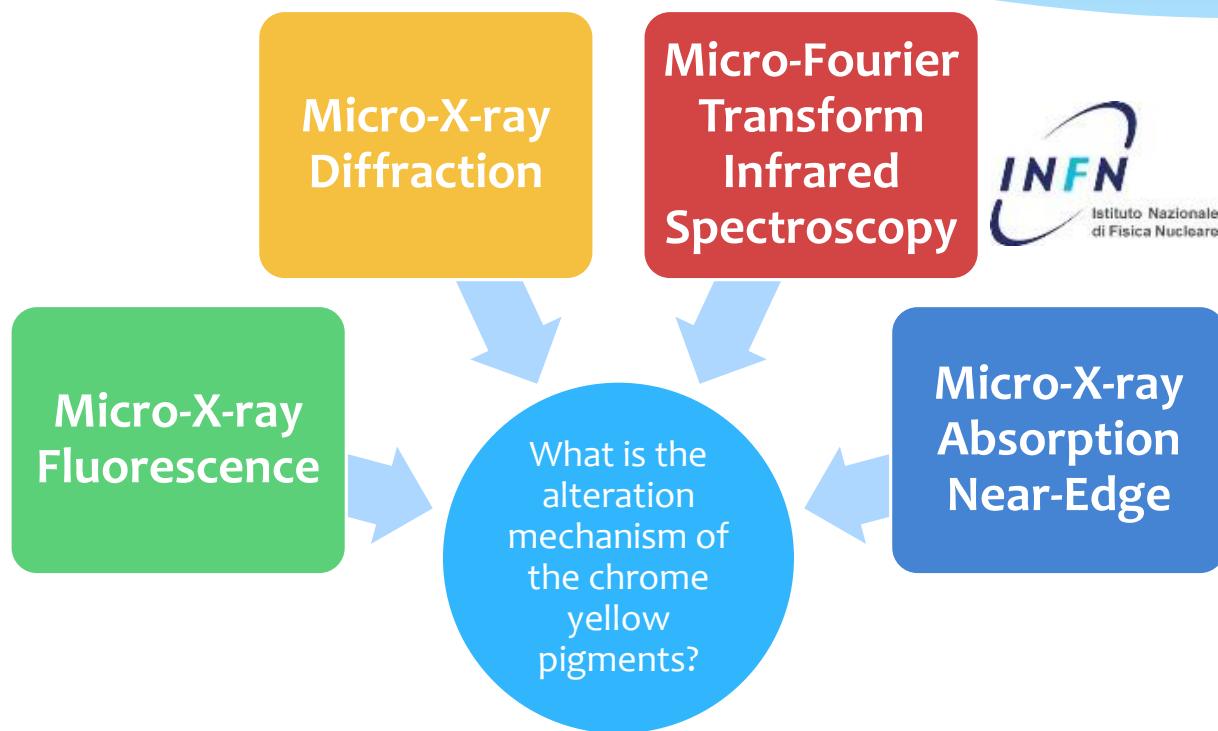 Micro-X-ray
Diffraction
Micro-Fourier
Transform
Infrared
Spectroscopy
INFN
Istituto Nazionale
di Fisica Nucleare
Micro-X-ray
Fluorescence
What is the
alteration
mechanism of
the chrome
yellow
pigments?
Micro-X-ray
Absorption
Near-Edge